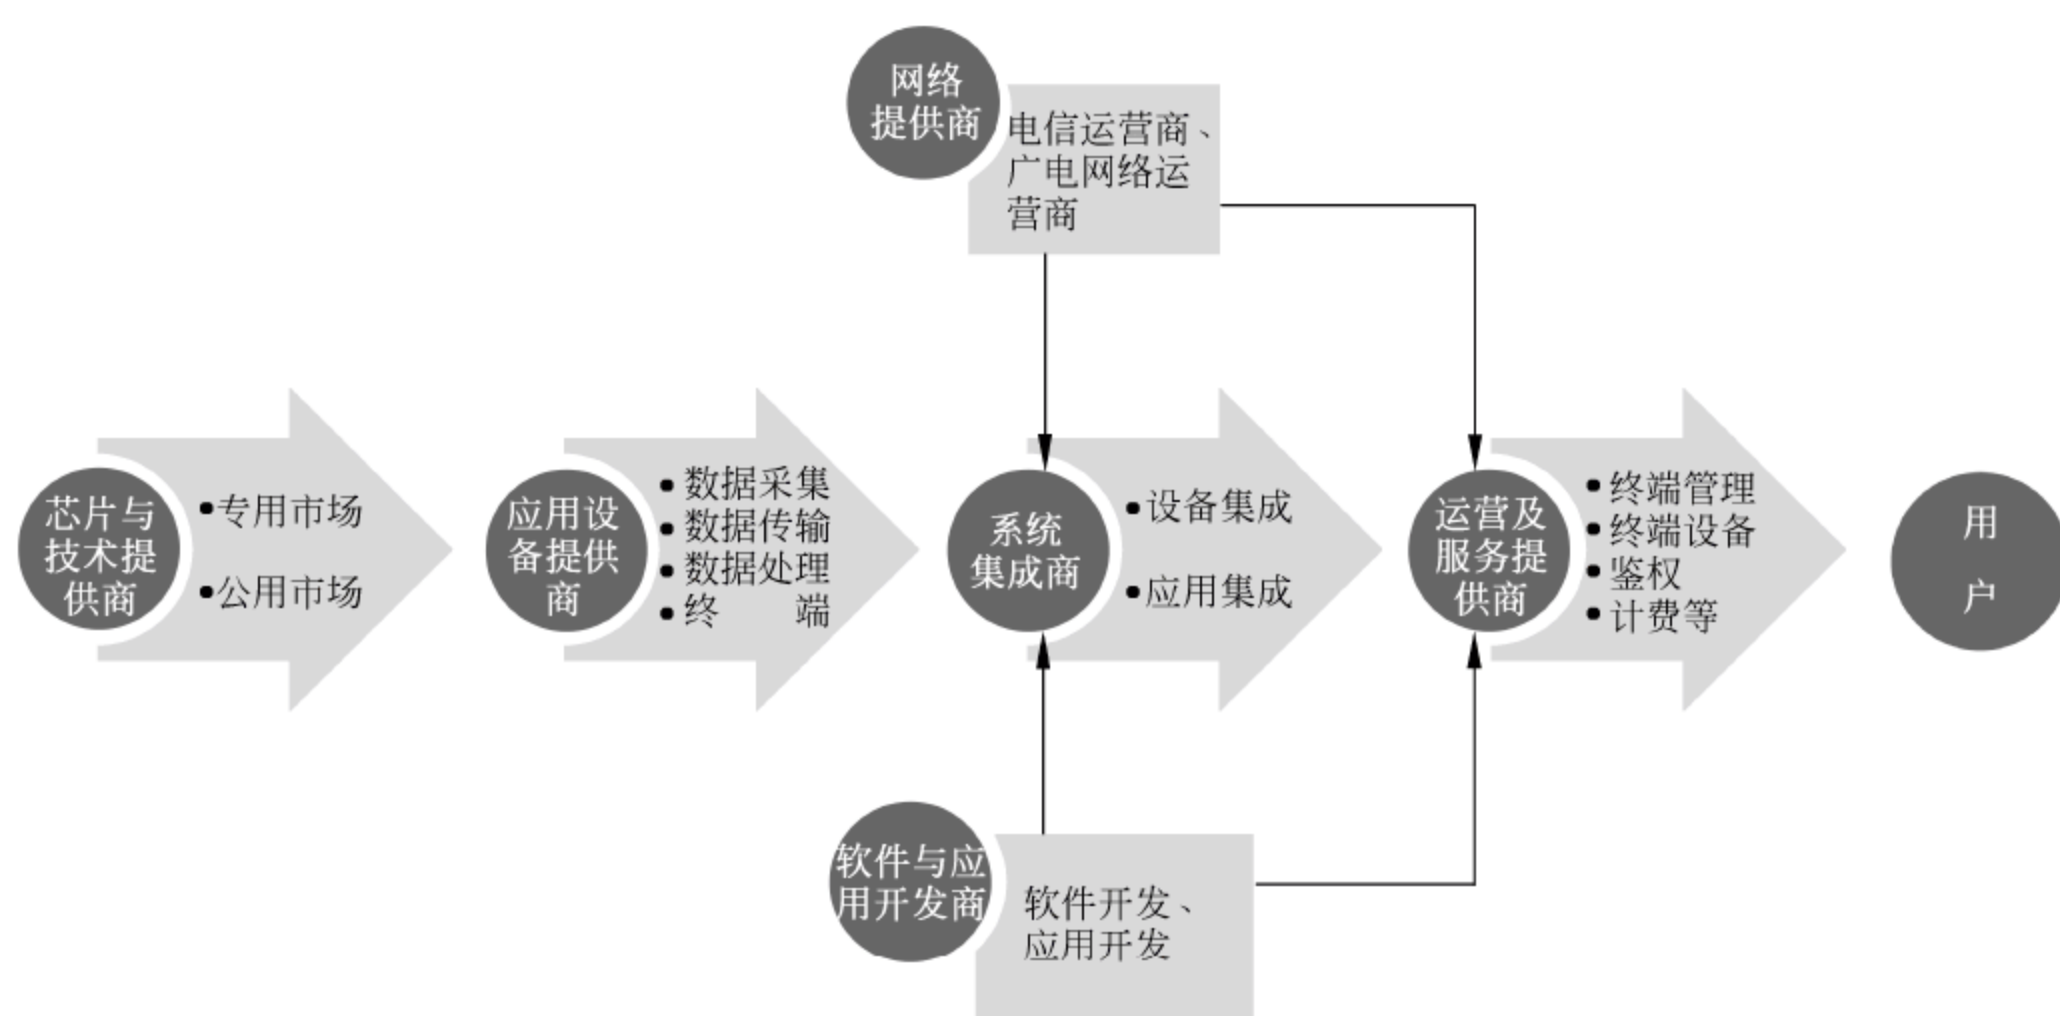 网络
提供商
电信运营商、
广电网络运
营商
芯片与
技术提
供商
•专用市场
•公用市场
应用设
备提供
商
• 数据采集
• 数据传输
• 数据处理
• 终 端
系统
集成商
•设备集成
•应用集成
运营及
服务提
供商
• 终端管理
• 终端设备
• 鉴权
• 计费等
用
户
软件与应
用开发商
软件开发、
应用开发